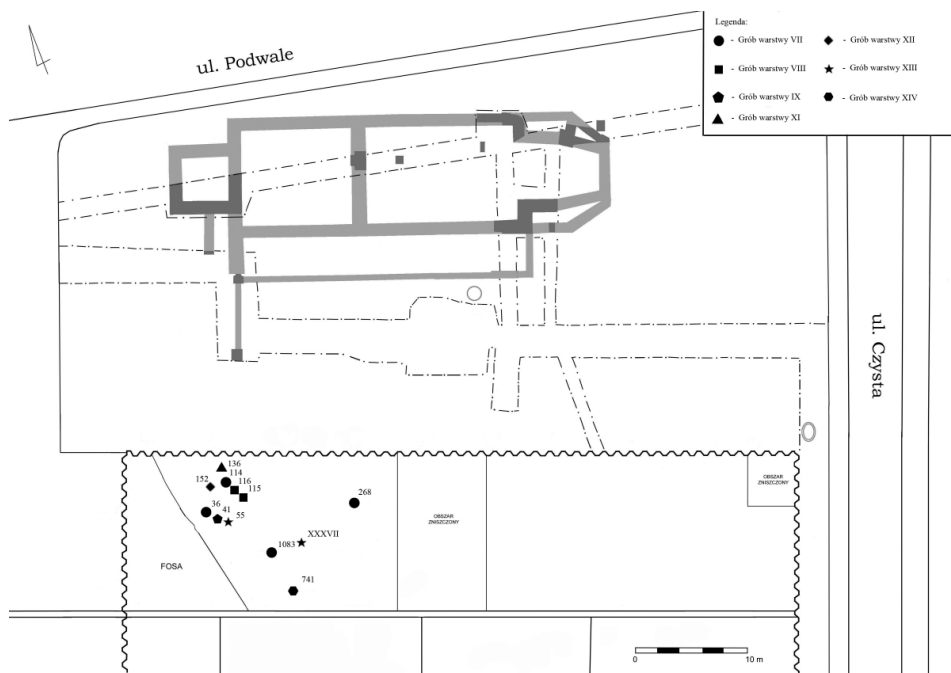 Legenda:
- Grób warstwy VII
- Grób warstwy VIII
- Grób warstwy IX
- Grób warstwy XI
- Grób warstwy XII
- Grób warstwy XIII
- Grób warstwy XIV
ul. Podwale
ul. Czysta
136
114
152
116
115
36
41
55
268
XXXVII
1083
741
FOSA
OBSZAR
ZNISZCZONY
OBSZAR
ZNISZCZONY
0
10 m